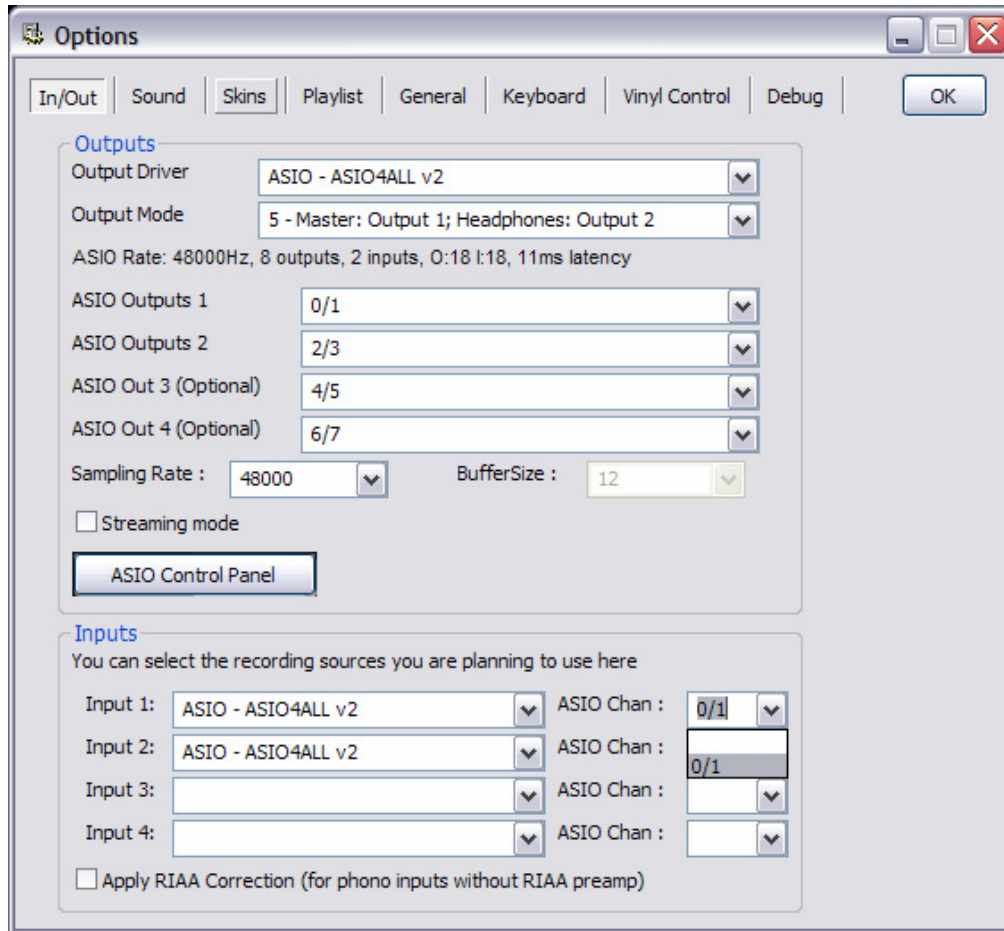 Options
In/Out Sound Skins Playlist General Keyboard Vinyl Control Debug OK
Outputs
Output Driver ASIO - ASIO4ALL v2
Output Mode 5 - Master: Output 1; Headphones: Output 2
ASIO Rate: 48000Hz, 8 outputs, 2 inputs, O:18 I:18, 11ms latency
ASIO Outputs 1 0/1
ASIO Outputs 2 2/3
ASIO Out 3 (Optional) 4/5
ASIO Out 4 (Optional) 6/7
Sampling Rate : 48000 BufferSize : 12
Streaming mode
ASIO Control Panel
Inputs
You can select the recording sources you are planning to use here
Input 1: ASIO - ASIO4ALL v2 ASIO Chan : 0/1
Input 2: ASIO - ASIO4ALL v2 ASIO Chan :
0/1
Input 3: ASIO Chan :
Input 4: ASIO Chan :
Apply RIAA Correction (for phono inputs without RIAA preamp)